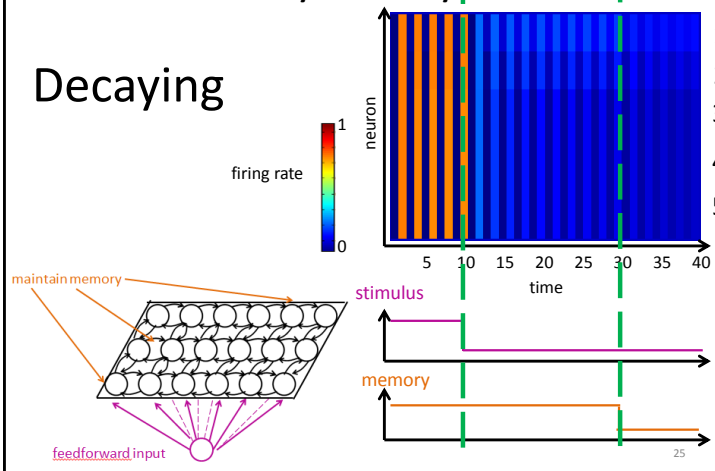 Decaying
1
firing rate
0
neuron
5 10 15 20 25 30 35 40
time
maintain memory
stimulus
memory
feedforward input
25